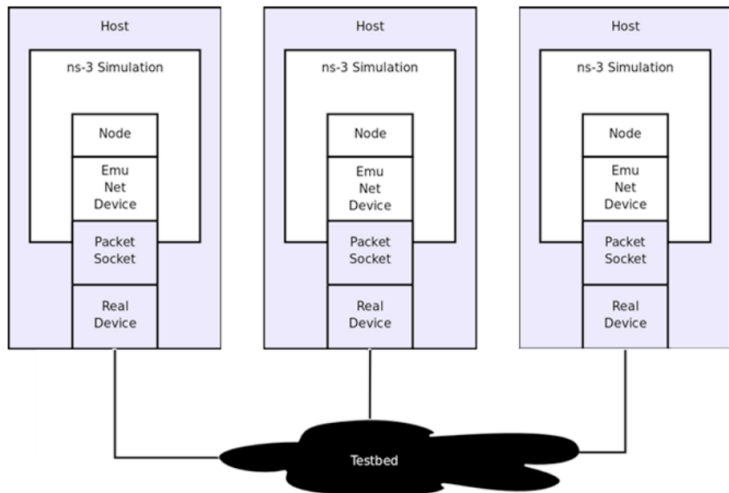 Host
ns-3 Simulation
Node
Emu
Net
Device
Packet
Socket
Real
Device
Host
ns-3 Simulation
Node
Emu
Net
Device
Packet
Socket
Real
Device
Host
ns-3 Simulation
Node
Emu
Net
Device
Packet
Socket
Real
Device
Testbed